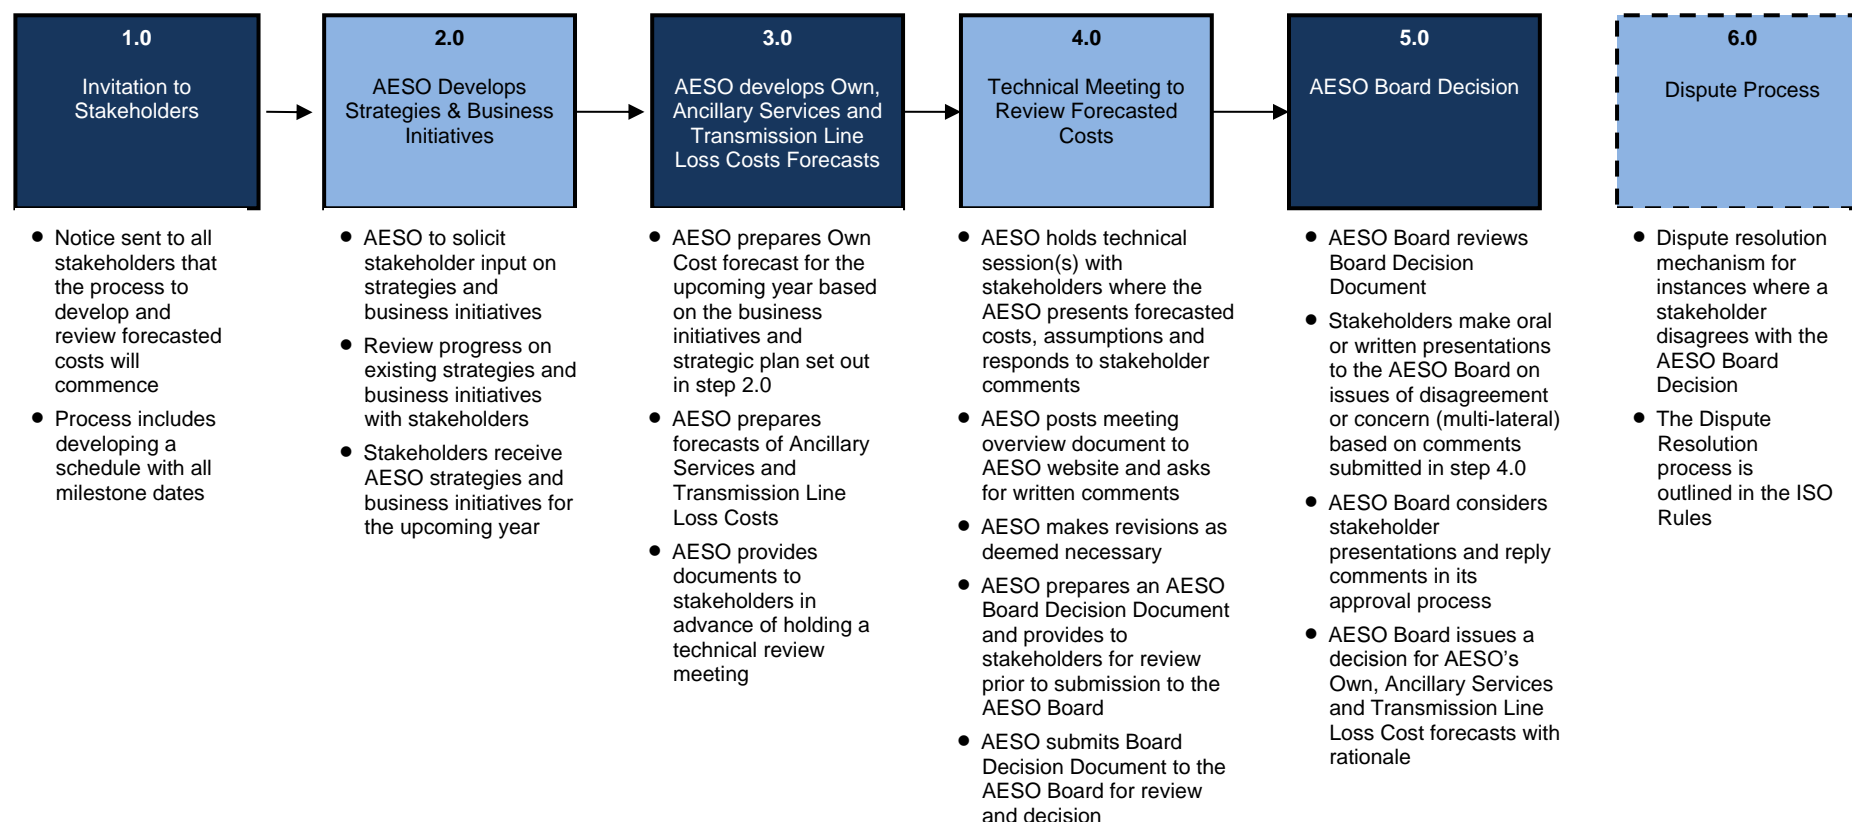 1.0
Invitation to
Stakeholders
2.0
AESO Develops
Strategies & Business
Initiatives
3.0
AESO develops Own,
Ancillary Services and
Transmission Line
Loss Costs Forecasts
4.0
Technical Meeting to
Review Forecasted
Costs
5.0
AESO Board Decision
6.0
Dispute Process
• Notice sent to all
stakeholders that
the process to
develop and
review forecasted
costs will
commence
• Process includes
developing a
schedule with all
milestone dates
• AESO to solicit
stakeholder input on
strategies and
business initiatives
• Review progress on
existing strategies and
business initiatives
with stakeholders
• Stakeholders receive
AESO strategies and
business initiatives for
the upcoming year
• AESO prepares Own
Cost forecast for the
upcoming year based
on the business
initiatives and
strategic plan set out
in step 2.0
• AESO prepares
forecasts of Ancillary
Services and
Transmission Line
Loss Costs
• AESO provides
documents to
stakeholders in
advance of holding a
technical review
meeting
• AESO holds technical
session(s) with
stakeholders where the
AESO presents forecasted
costs, assumptions and
responds to stakeholder
comments
• AESO posts meeting
overview document to
AESO website and asks
for written comments
• AESO makes revisions as
deemed necessary
• AESO prepares an AESO
Board Decision Document
and provides to
stakeholders for review
prior to submission to the
AESO Board
• AESO submits Board
Decision Document to the
AESO Board for review
and decision
• AESO Board reviews
Board Decision
Document
• Stakeholders make oral
or written presentations
to the AESO Board on
issues of disagreement
or concern (multi-lateral)
based on comments
submitted in step 4.0
• AESO Board considers
stakeholder
presentations and reply
comments in its
approval process
• AESO Board issues a
decision for AESO's
Own, Ancillary Services
and Transmission Line
Loss Cost forecasts with
rationale
• Dispute resolution
mechanism for
instances where a
stakeholder
disagrees with the
AESO Board
Decision
• The Dispute
Resolution
process is
outlined in the ISO
Rules